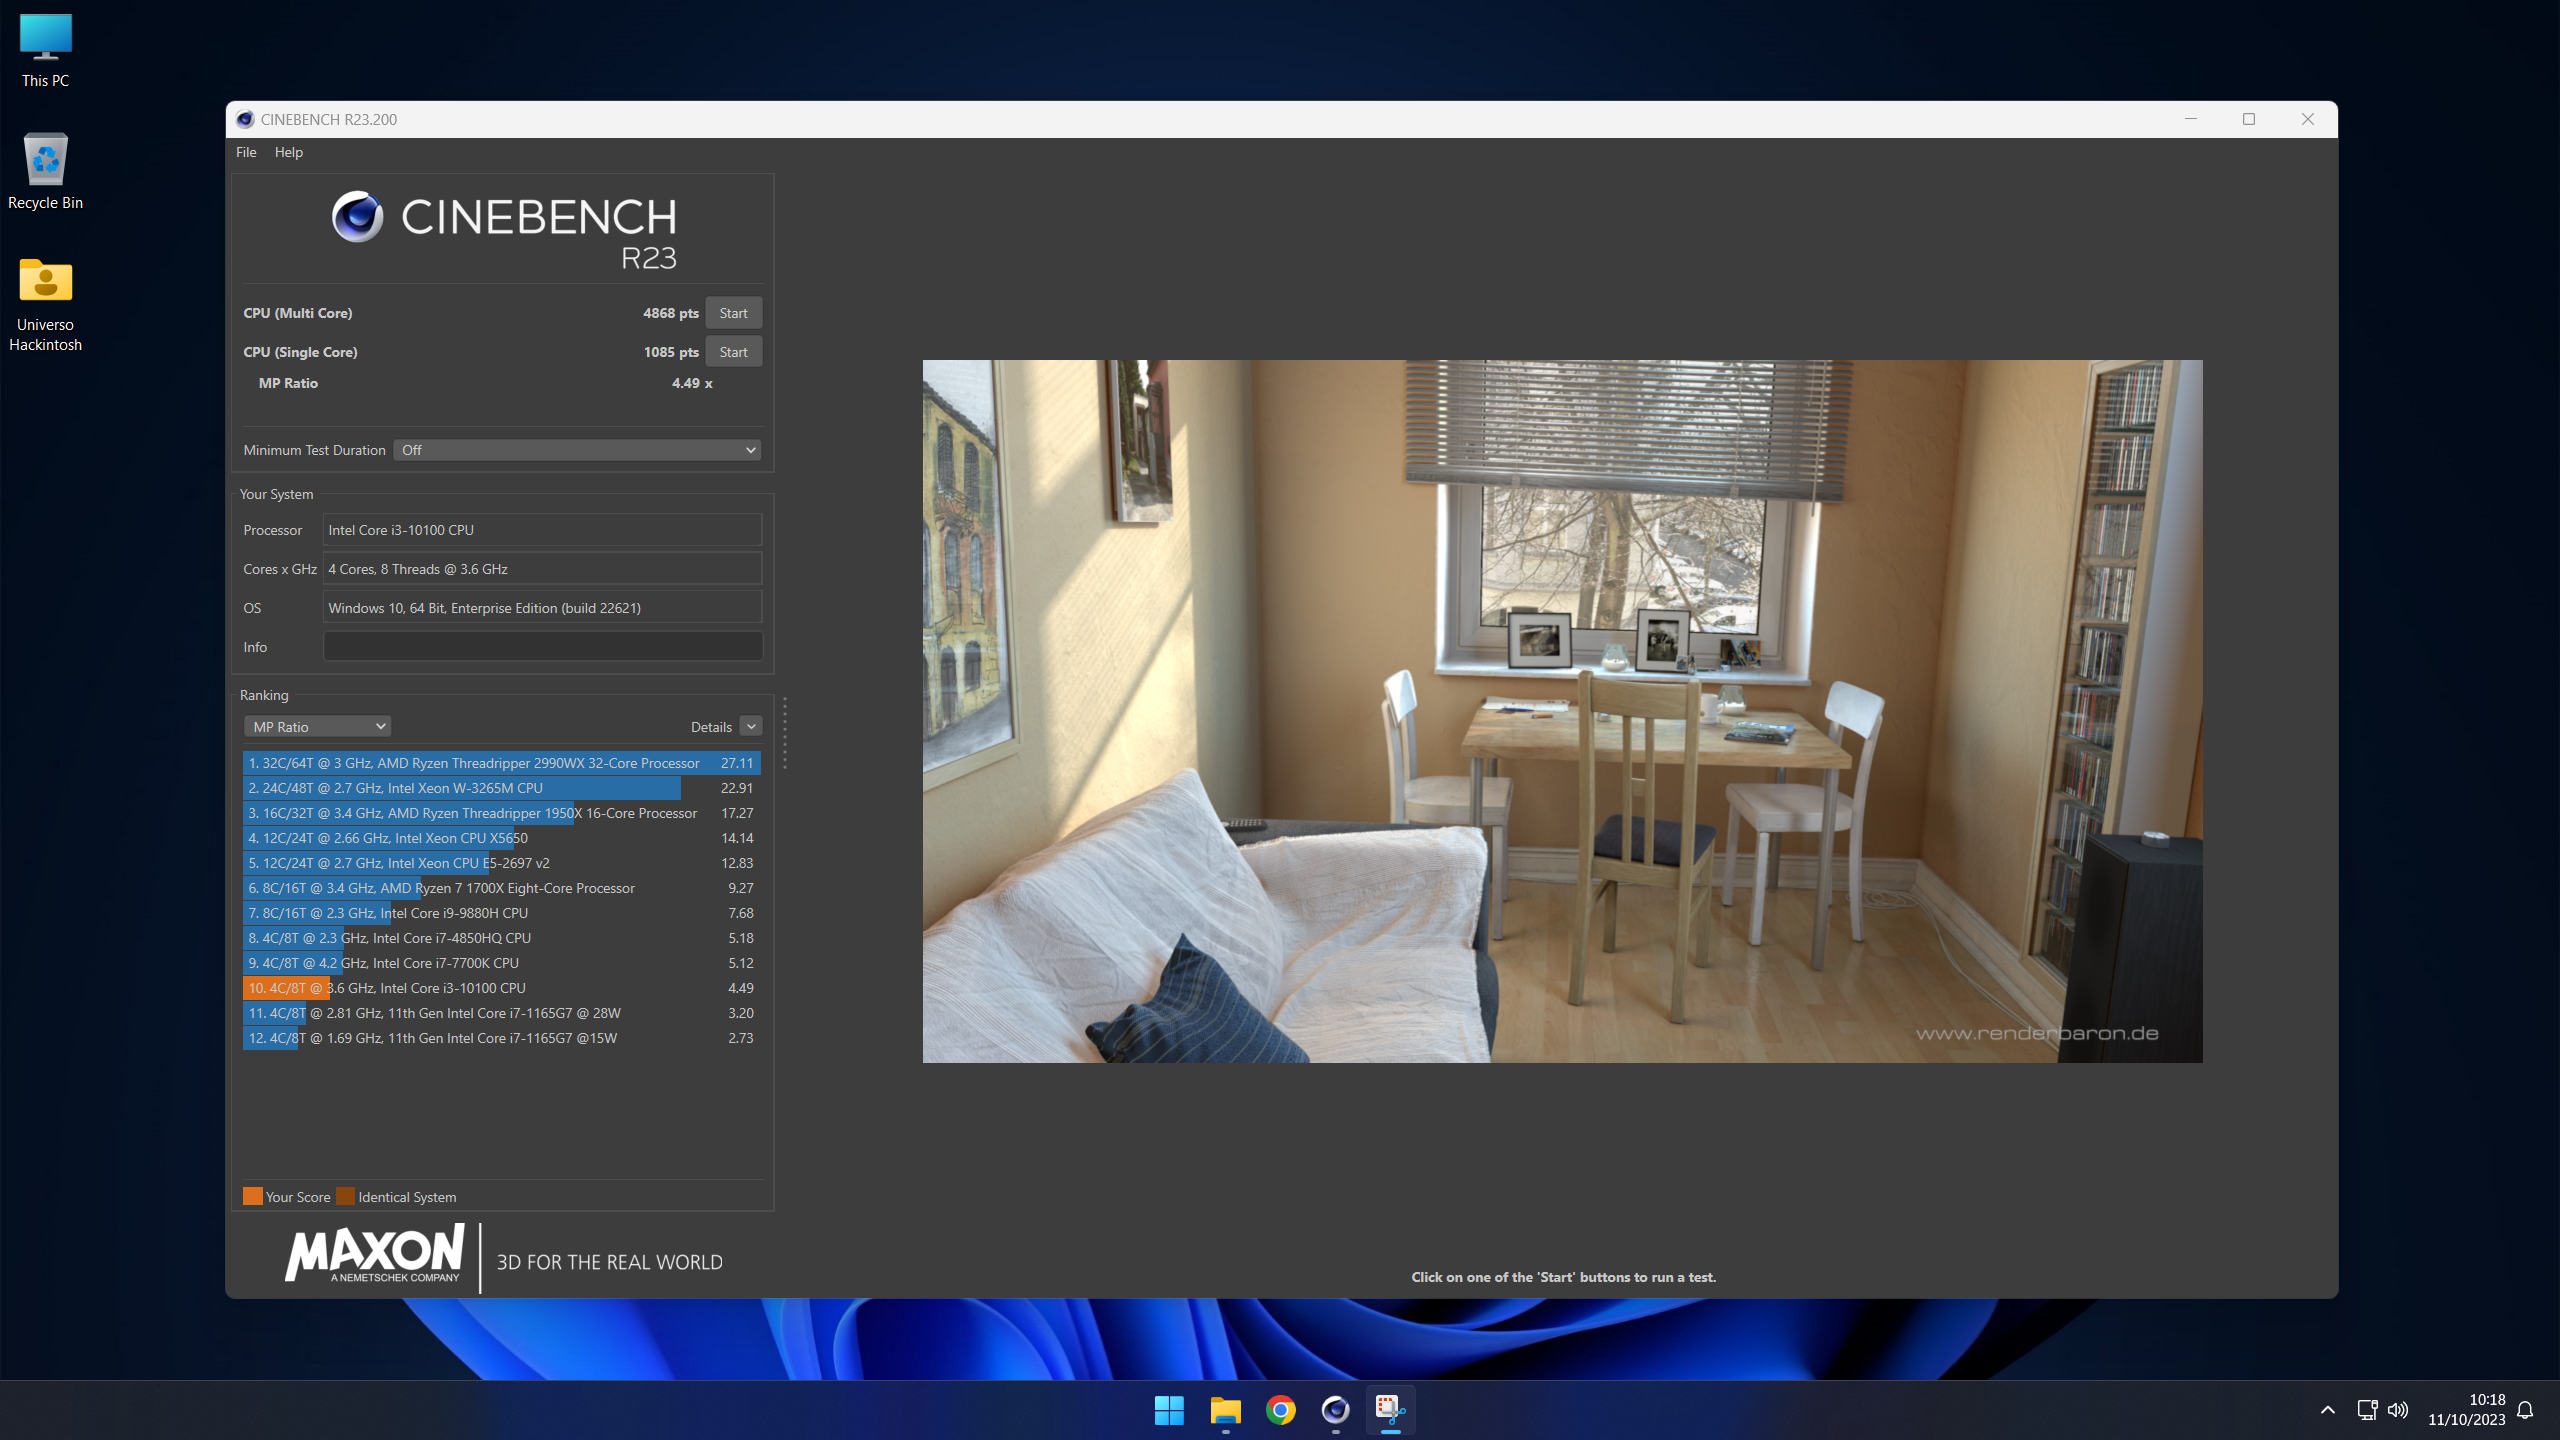 This PC
Recycle Bin
Universo
Hackintosh
CINEBENCH R23.200
File Help
CINEBENCH
R23
CPU (Multi Core) 4868 pts Start
CPU (Single Core) 1085 pts Start
MP Ratio 4.49 x
Minimum Test Duration Off
Your System
Processor Intel Core i3-10100 CPU
Cores x GHz 4 Cores, 8 Threads @ 3.6 GHz
OS Windows 10, 64 Bit, Enterprise Edition (build 22621)
Info
Ranking
MP Ratio Details
1. 32C/64T @ 3 GHz, AMD Ryzen Threadripper 2990WX 32-Core Processor 27.11
2. 24C/48T @ 2.7 GHz, Intel Xeon W-3265M CPU 22.91
3. 16C/32T @ 3.4 GHz, AMD Ryzen Threadripper 1950X 16-Core Processor 17.27
4. 12C/24T @ 2.66 GHz, Intel Xeon CPU X5650 14.14
5. 12C/24T @ 2.7 GHz, Intel Xeon CPU E5-2697 v2 12.83
6. 8C/16T @ 3.4 GHz, AMD Ryzen 7 1700X Eight-Core Processor 9.27
7. 8C/16T @ 2.3 GHz, Intel Core i9-9880H CPU 7.68
8. 4C/8T @ 2.3 GHz, Intel Core i7-4850HQ CPU 5.18
9. 4C/8T @ 4.2 GHz, Intel Core i7-7700K CPU 5.12
10. 4C/8T @ 3.6 GHz, Intel Core i3-10100 CPU 4.49
11. 4C/8T @ 2.81 GHz, 11th Gen Intel Core i7-1165G7 @ 28W 3.20
12. 4C/8T @ 1.69 GHz, 11th Gen Intel Core i7-1165G7 @15W 2.73
Your Score Identical System
MAXON
A NEMETSCHEK COMPANY
3D FOR THE REAL WORLD
www.renderbaron.de
Click on one of the 'Start' buttons to run a test.
10:18
11/10/2023